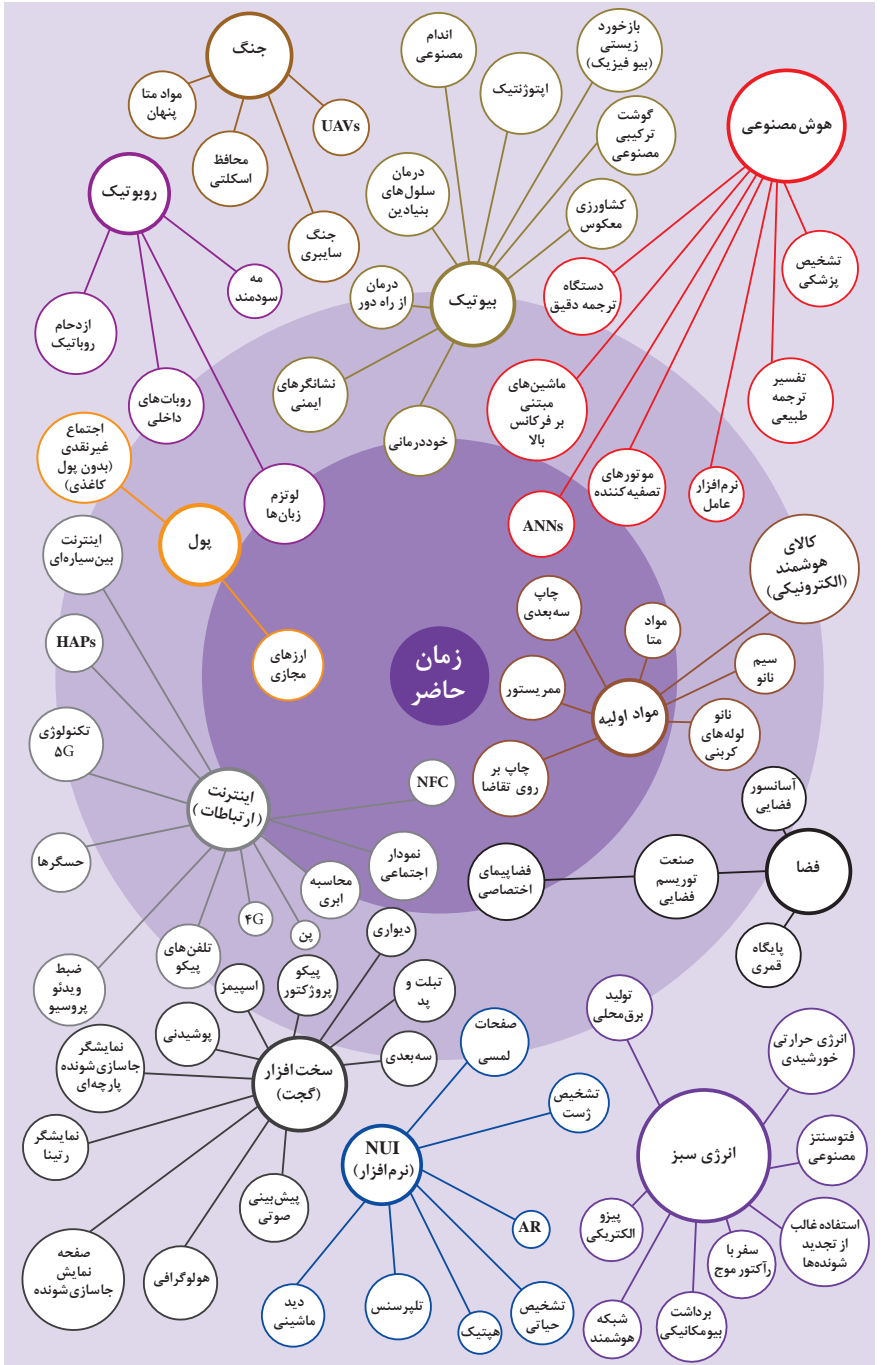 جنگ
مواد متا
پنهان
محافظ
اسکلتی
جنگ
سایبری
UAVs
بیوتیک
اندام
مصنوعی
اپتوژنتیک
بازخورد
زیستی
(بیو فیزیک)
گوشت
ترکیبی
مصنوعی
کشاورزی
معکوس
درمان
سلول‌های
بنیادین
درمان
از راه دور
نشانگرهای
ایمنی
خوددرمانی
هوش مصنوعی
تشخیص
پزشکی
تفسیر
ترجمه
طبیعی
نرم‌افزار
عامل
موتورهای
تصفیه‌کننده
ANNs
ماشین‌های
مبتنی
بر فرکانس
بالا
دستگاه
ترجمه دقیق
روبوتیک
مه
سودمند
ازدحام
روباتیک
روبات‌های
داخلی
لوتزم
زبان‌ها
پول
اجتماع
غیرنقدی
(بدون پول
کاغذی)
ارزهای
مجازی
زمان
حاضر
مواد اولیه
چاپ
سه‌بعدی
مواد
متا
کالای
هوشمند
(الکترونیکی)
سیم
نانو
نانو
لوله‌های
کربنی
ممریستور
چاپ بر
روی تقاضا
اینترنت
(ارتباطات)
اینترنت
بین‌سیاره‌ای
HAPs
تکنولوژی
۵G
حسگرها
ضبط
ویدئو
پروسیو
تلفن‌های
پیکو
۴G
پن
محاسبه
ابری
نمودار
اجتماعی
NFC
فضا
آسانسور
فضایی
صنعت
توریسم
فضایی
فضاپیمای
اختصاصی
پایگاه
قمری
سخت‌افزار
(گجت)
دیواری
تبلت و
پد
سه‌بعدی
پیکو
پروژکتور
اسپیمز
پوشیدنی
نمایشگر
جاسازی‌شونده
پارچه‌ای
نمایشگر
رتینا
صفحه
نمایش
جاسازی‌شونده
هولوگرافی
پیش‌بینی
صوتی
NUI
(نرم‌افزار)
صفحات
لمسی
تشخیص
ژست
AR
تشخیص
حیاتی
هپتیک
تلپرسنس
دید
ماشینی
انرژی سبز
تولید
برق‌محلی
انرژی حرارتی
خورشیدی
فتوسنتز
مصنوعی
استفاده غالب
از تجدید
شونده‌ها
سفر با
رآکتور موج
برداشت
بیومکانیکی
شبکه
هوشمند
پیزو
الکتریکی